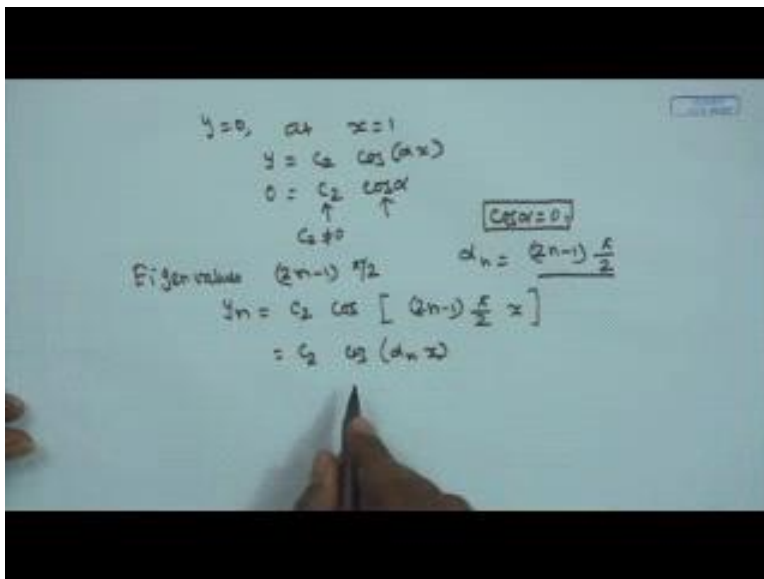 y = 0, at x = 1
y = C₂ cos (αx)
0 = C₂ cosα
↑ ↑
C₂ ≠ 0
cosα = 0,
αₙ = (2n-1) π/2
Eigenvalues (2n-1) π/2
yₙ = C₂ cos [ (2n-1) π/2 x ]
= C₂ cos (αₙ x)